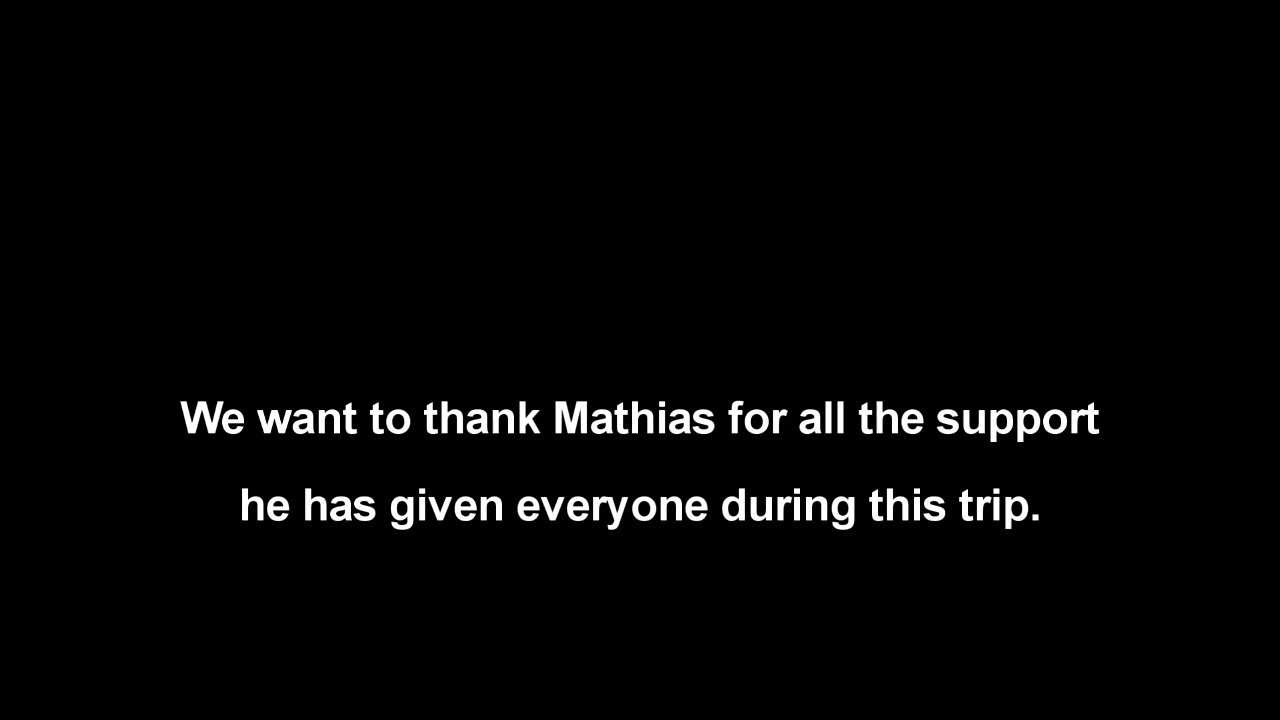 We want to thank Mathias for all the support
he has given everyone during this trip.